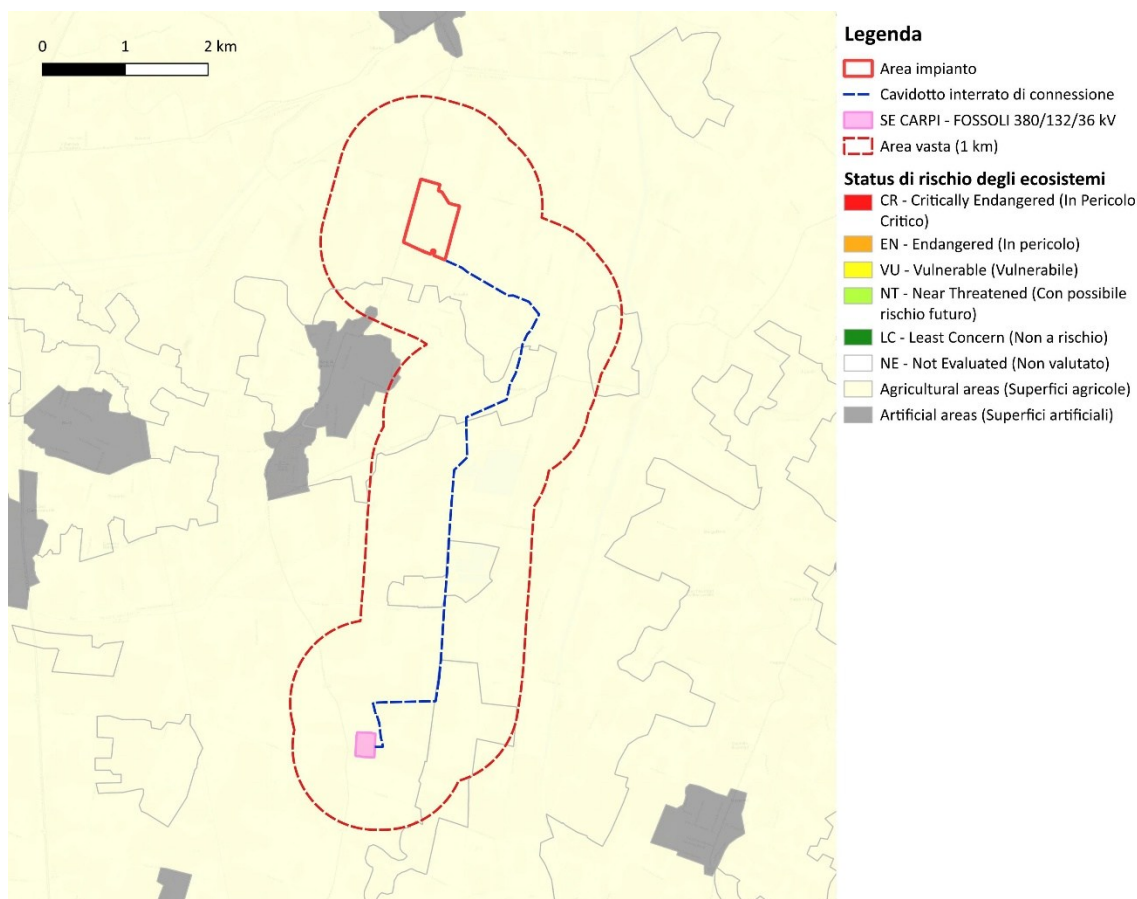 0 1 2 km
Legenda
Area impianto
Cavidotto interrato di connessione
SE CARPI - FOSSOLI 380/132/36 kV
Area vasta (1 km)
Status di rischio degli ecosistemi
CR - Critically Endangered (In Pericolo
Critico)
EN - Endangered (In pericolo)
VU - Vulnerable (Vulnerabile)
NT - Near Threatened (Con possibile
rischio futuro)
LC - Least Concern (Non a rischio)
NE - Not Evaluated (Non valutato)
Agricultural areas (Superfici agricole)
Artificial areas (Superfici artificiali)